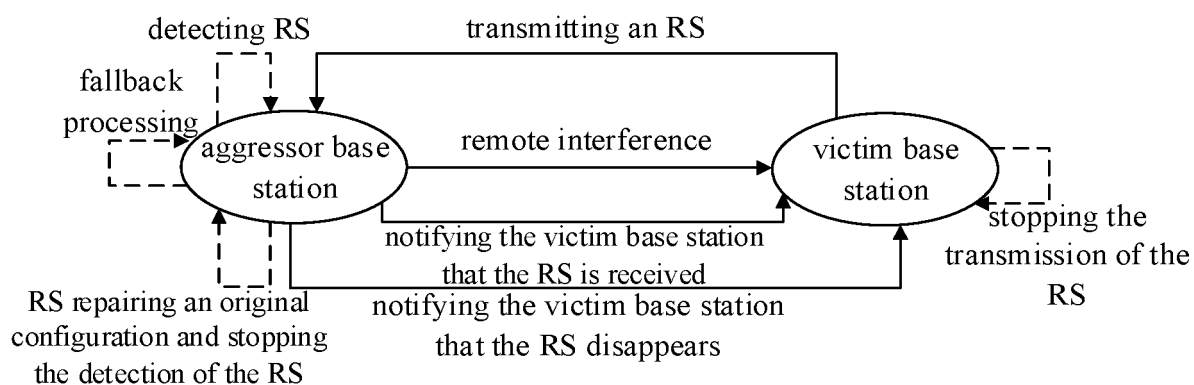 detecting RS
transmitting an RS
fallback
processing
aggressor base
station
remote interference
victim base
station
notifying the victim base station
that the RS is received
stopping the
transmission of the
RS
RS repairing an original
configuration and stopping
the detection of the RS
notifying the victim base station
that the RS disappears